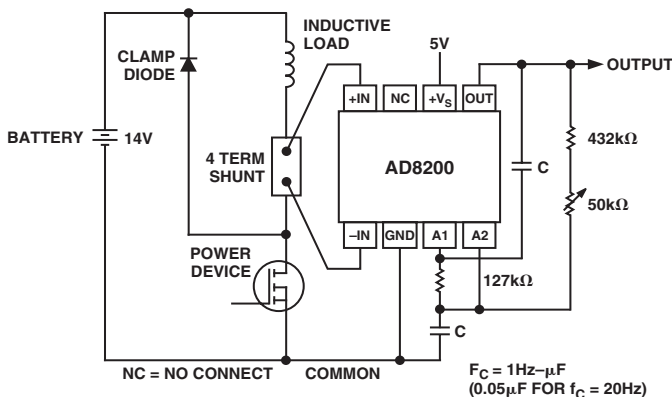 INDUCTIVE
LOAD
CLAMP
DIODE
5V
OUTPUT
+IN
NC
+VS
OUT
BATTERY
14V
4 TERM
SHUNT
AD8200
C
432kΩ
50kΩ
–IN
GND
A1
A2
POWER
DEVICE
127kΩ
C
NC = NO CONNECT
COMMON
FC = 1Hz–μF
(0.05μF FOR fC = 20Hz)